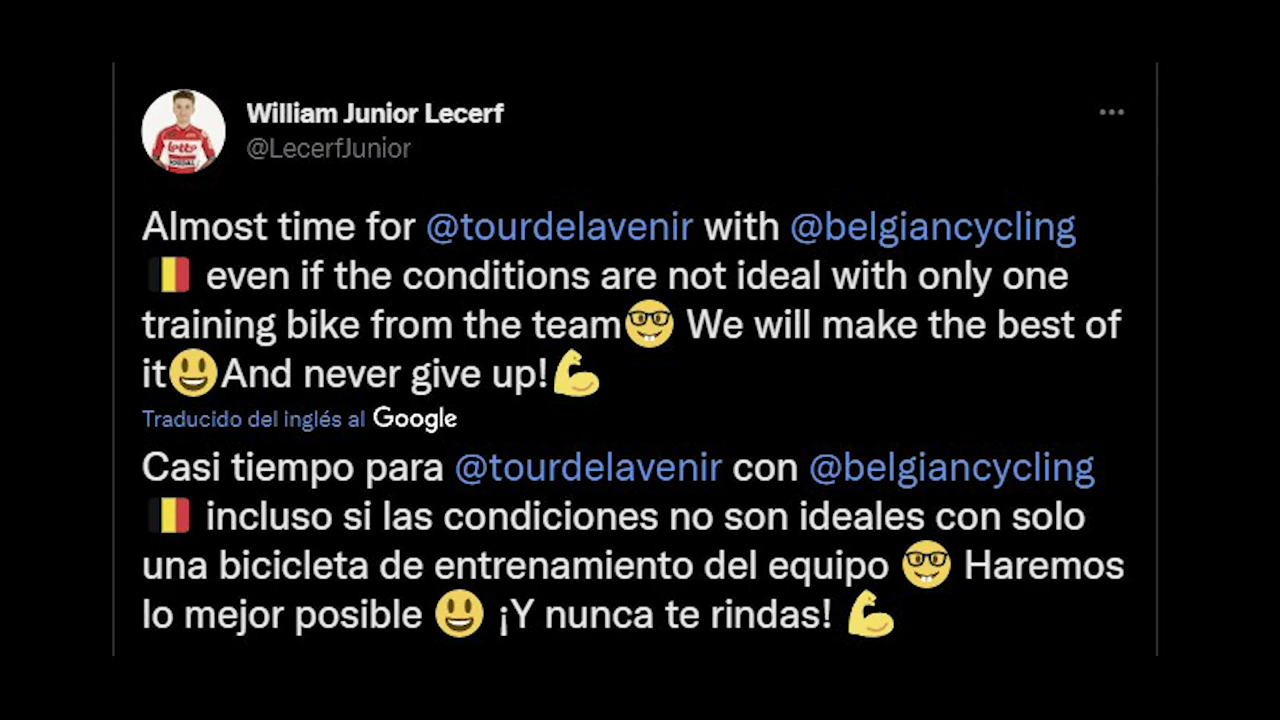 William Junior Lecerf
@LecerfJunior
Almost time for @tourdelavenir with @belgiancycling
🇧🇪 even if the conditions are not ideal with only one
training bike from the team🤓 We will make the best of
it😃And never give up!💪
Traducido del inglés al Google
Casi tiempo para @tourdelavenir con @belgiancycling
🇧🇪 incluso si las condiciones no son ideales con solo
una bicicleta de entrenamiento del equipo 🤓 Haremos
lo mejor posible 😃 ¡Y nunca te rindas! 💪